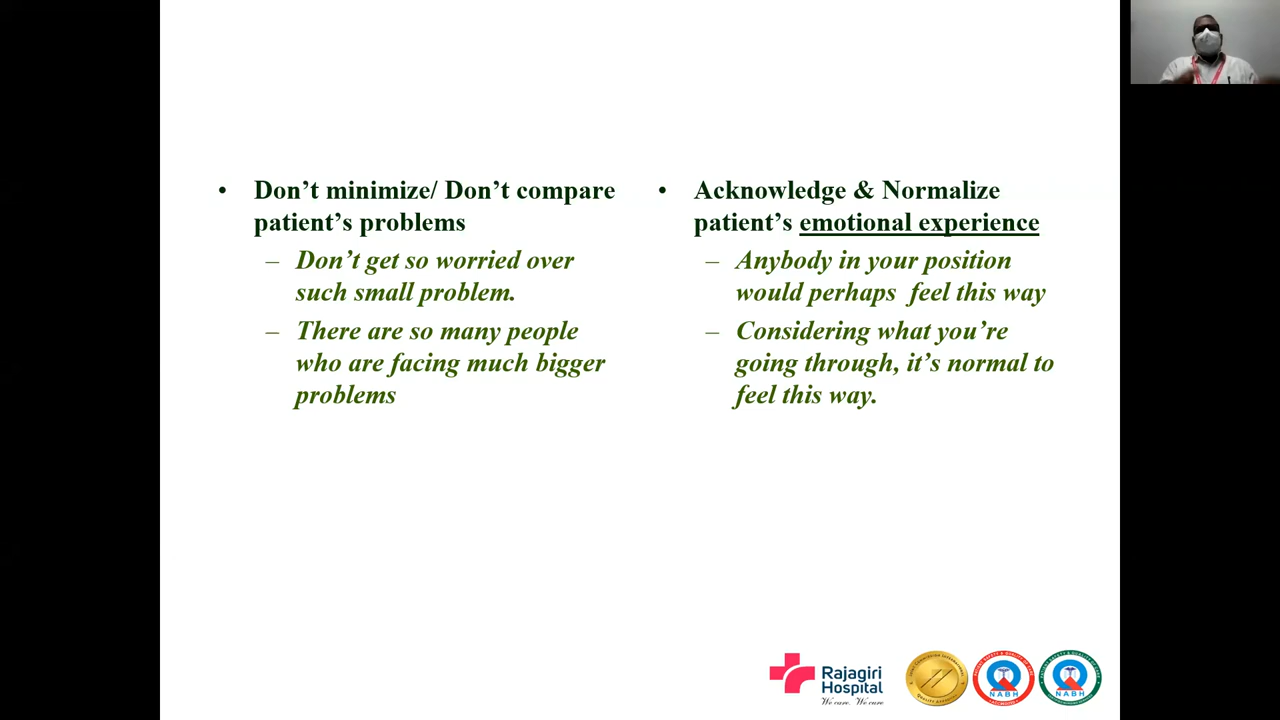 • Don't minimize/ Don't compare
patient's problems
– Don't get so worried over
such small problem.
– There are so many people
who are facing much bigger
problems
• Acknowledge & Normalize
patient's emotional experience
– Anybody in your position
would perhaps feel this way
– Considering what you're
going through, it's normal to
feel this way.
Rajagiri
Hospital
We care. We cure
NABH
NABH